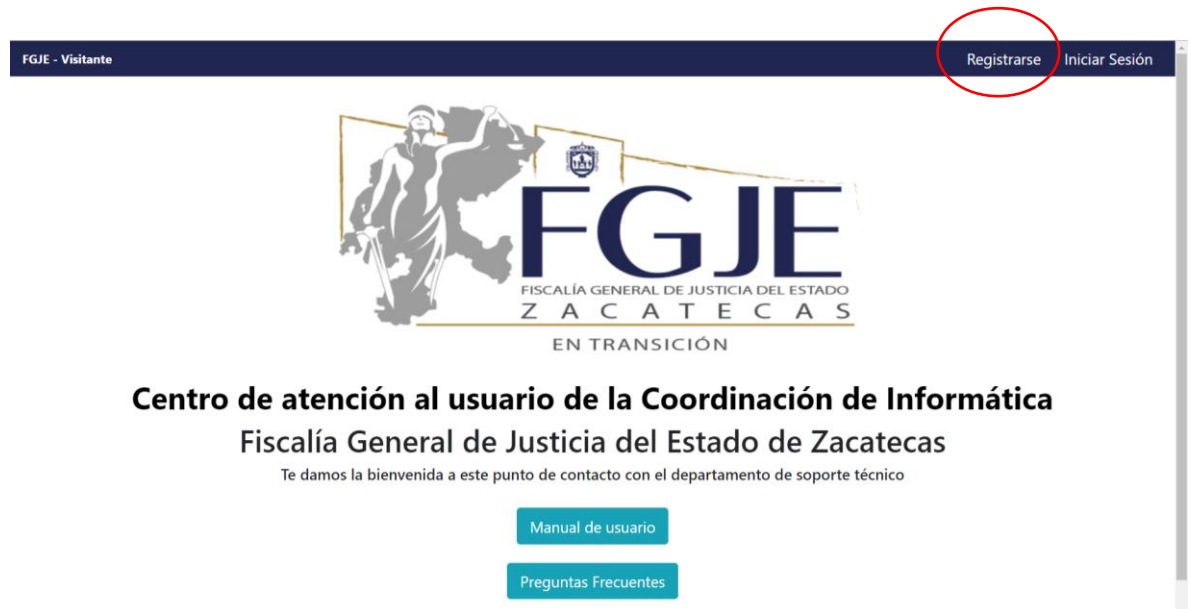 FGJE - Visitante
Registrarse
Iniciar Sesión
FGJE
FISCALÍA GENERAL DE JUSTICIA DEL ESTADO
ZACATECAS
EN TRANSICIÓN
Centro de atención al usuario de la Coordinación de Informática
Fiscalía General de Justicia del Estado de Zacatecas
Te damos la bienvenida a este punto de contacto con el departamento de soporte técnico
Manual de usuario
Preguntas Frecuentes